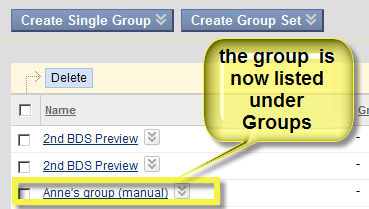 Create Single Group Create Group Set
the group is
now listed
under
Groups
Delete
Name Gr
2nd BDS Preview -
2nd BDS Preview -
Anne's group (manual) -